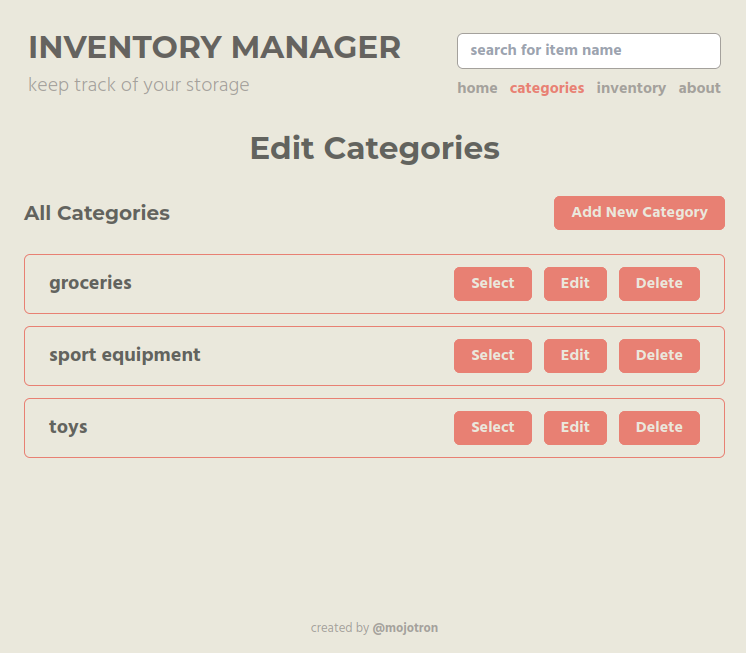 INVENTORY MANAGER
keep track of your storage
search for item name
home categories inventory about
Edit Categories
All Categories
Add New Category
groceries Select Edit Delete
sport equipment Select Edit Delete
toys Select Edit Delete
created by @mojotron